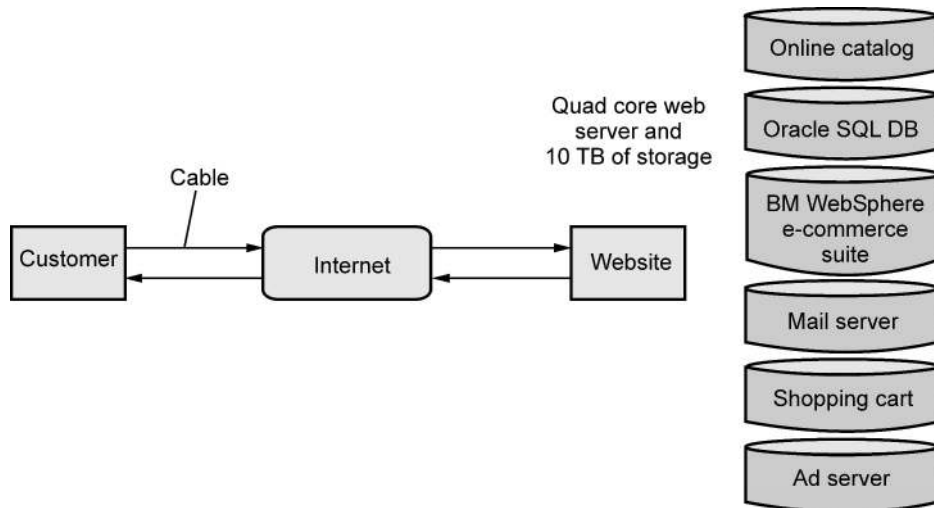 Online catalog
Quad core web
server and
10 TB of storage
Oracle SQL DB
Cable
BM WebSphere
e-commerce
suite
Customer
Internet
Website
Mail server
Shopping cart
Ad server